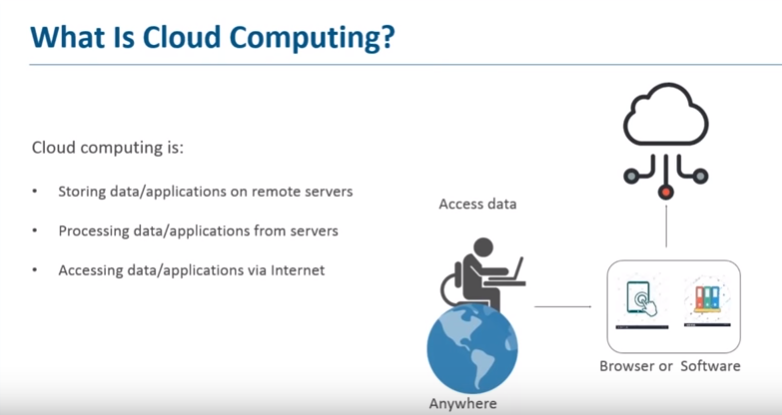 What Is Cloud Computing?
Cloud computing is:
• Storing data/applications on remote servers
• Processing data/applications from servers
• Accessing data/applications via Internet
Access data
Browser or Software
Anywhere